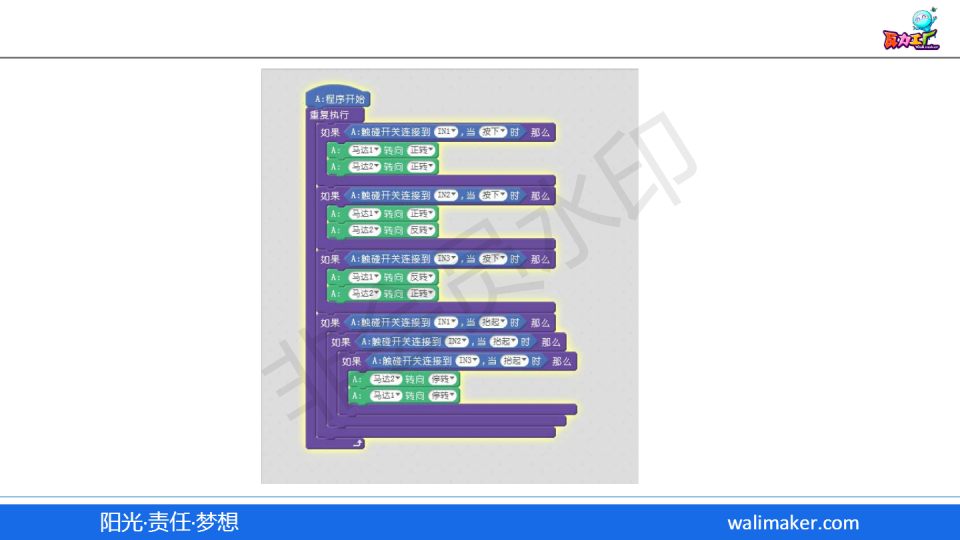 瓦力工厂
walimaker
A:程序开始
重复执行
如果 A:触碰开关连接到 IN1 ,当 按下 时 那么
A: 马达1 转向 正转
A: 马达2 转向 正转
如果 A:触碰开关连接到 IN2 ,当 按下 时 那么
A: 马达1 转向 正转
A: 马达2 转向 反转
如果 A:触碰开关连接到 IN3 ,当 按下 时 那么
A: 马达1 转向 反转
A: 马达2 转向 正转
如果 A:触碰开关连接到 IN1 ,当 抬起 时 那么
如果 A:触碰开关连接到 IN2 ,当 抬起 时 那么
如果 A:触碰开关连接到 IN3 ,当 抬起 时 那么
A: 马达2 转向 停转
A: 马达1 转向 停转
非会员水印
阳光·责任·梦想
walimaker.com